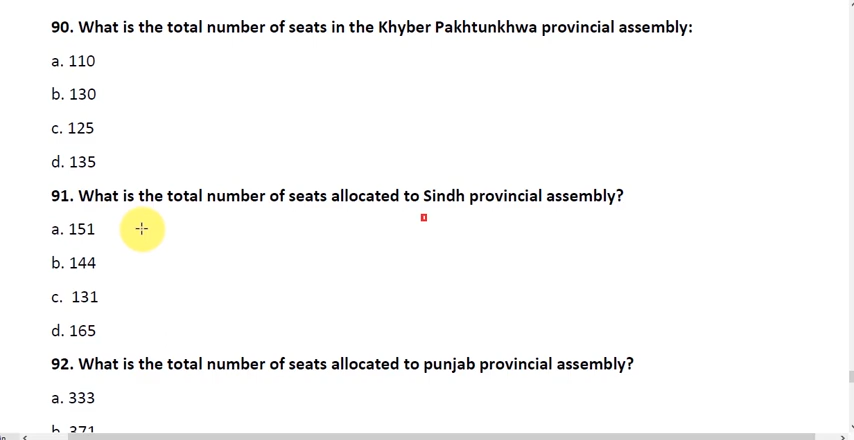 90. What is the total number of seats in the Khyber Pakhtunkhwa provincial assembly:
a. 110
b. 130
c. 125
d. 135
91. What is the total number of seats allocated to Sindh provincial assembly?
a. 151
b. 144
c. 131
d. 165
92. What is the total number of seats allocated to punjab provincial assembly?
a. 333
b. 371